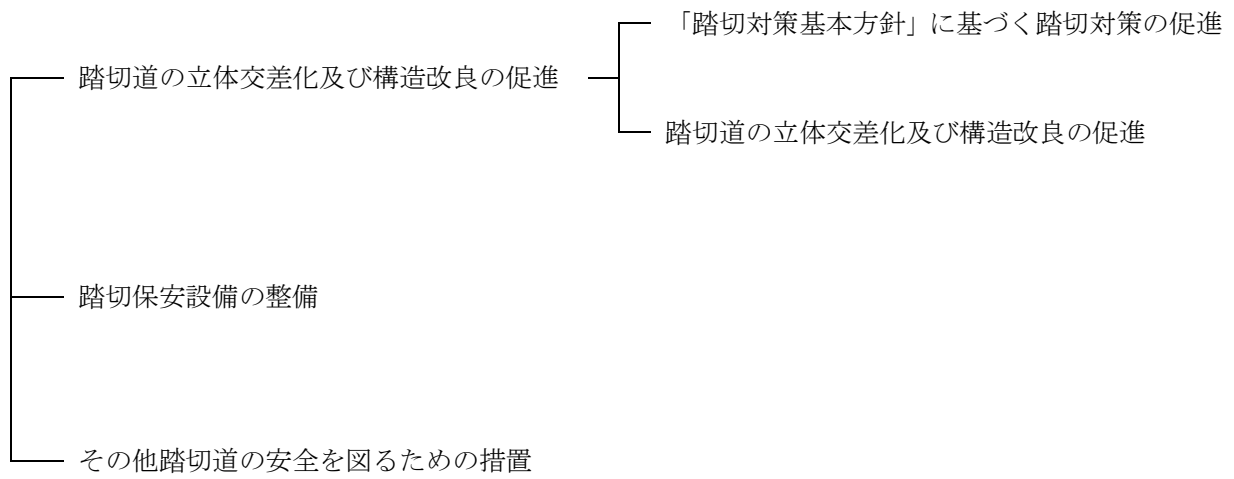 「踏切対策基本方針」に基づく踏切対策の促進
踏切道の立体交差化及び構造改良の促進
踏切道の立体交差化及び構造改良の促進
踏切保安設備の整備
その他踏切道の安全を図るための措置